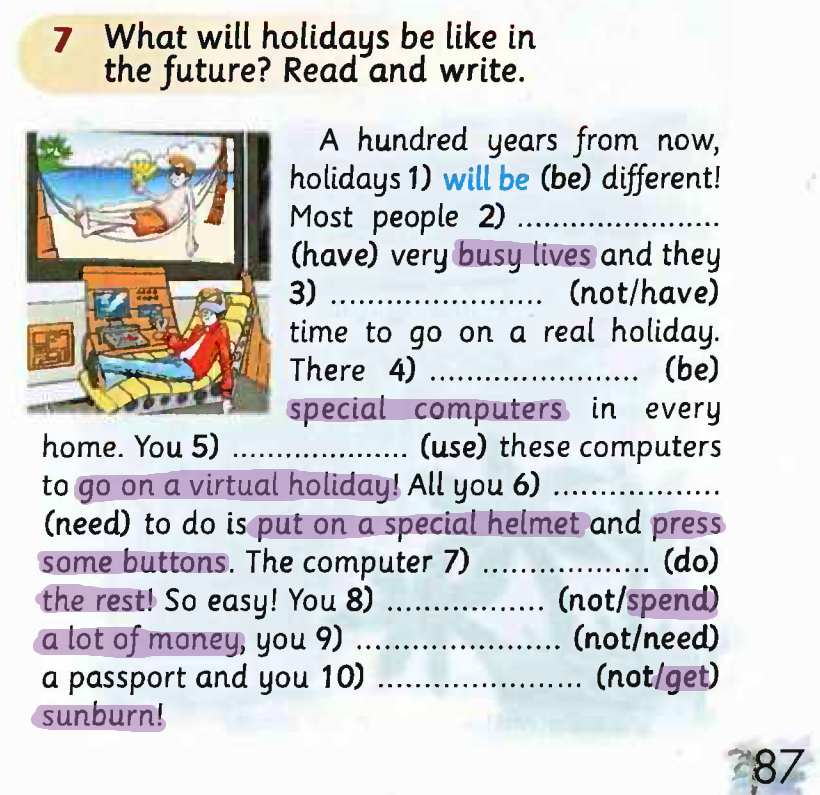 7 What will holidays be like in
the future? Read and write.
A hundred years from now,
holidays 1) will be (be) different!
Most people 2) ......................
(have) very busy lives and they
3) ....................... (not/have)
time to go on a real holiday.
There 4) ....................... (be)
special computers in every
home. You 5) ................... (use) these computers
to go on a virtual holiday! All you 6) ..................
(need) to do is put on a special helmet and press
some buttons. The computer 7) .................. (do)
the rest! So easy! You 8) ................. (not/spend)
a lot of money, you 9) ...................... (not/need)
a passport and you 10) ...................... (not/get)
sunburn!
87